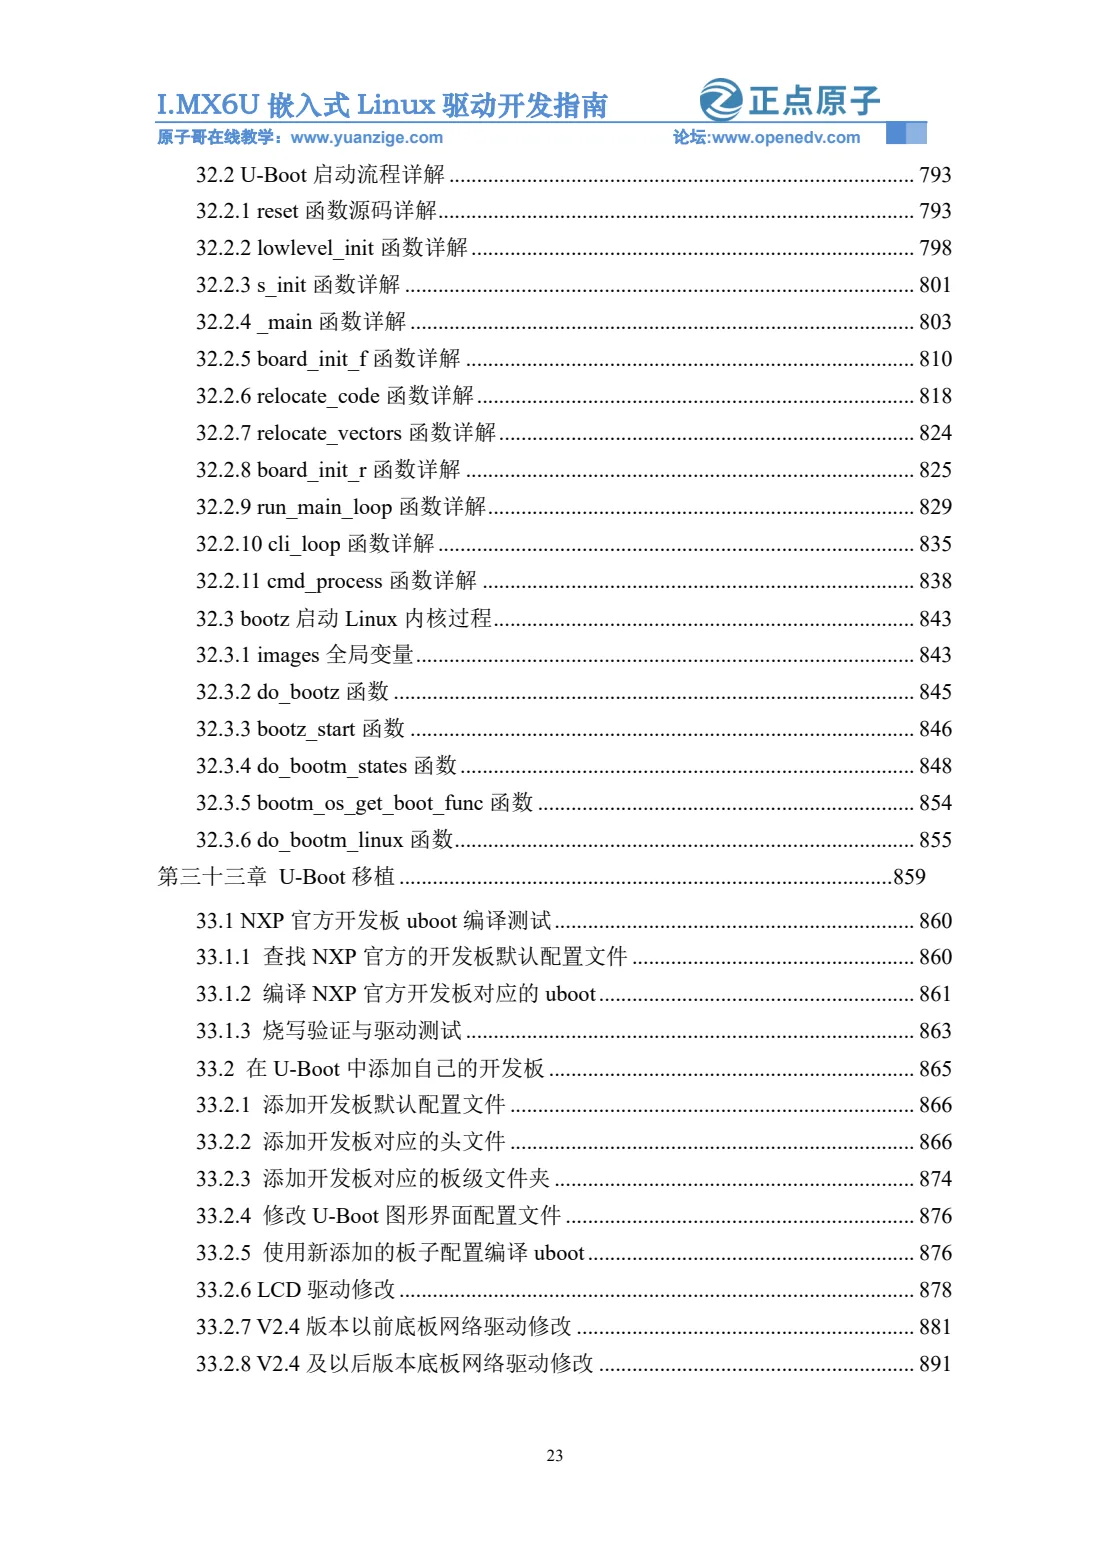 I.MX6U 嵌入式 Linux 驱动开发指南
正点原子
原子哥在线教学：www.yuanzige.com 论坛:www.openedv.com
32.2 U-Boot 启动流程详解 ........ 793
32.2.1 reset 函数源码详解 ........ 793
32.2.2 lowlevel_init 函数详解 ........ 798
32.2.3 s_init 函数详解 ........ 801
32.2.4 _main 函数详解 ........ 803
32.2.5 board_init_f 函数详解 ........ 810
32.2.6 relocate_code 函数详解 ........ 818
32.2.7 relocate_vectors 函数详解 ........ 824
32.2.8 board_init_r 函数详解 ........ 825
32.2.9 run_main_loop 函数详解 ........ 829
32.2.10 cli_loop 函数详解 ........ 835
32.2.11 cmd_process 函数详解 ........ 838
32.3 bootz 启动 Linux 内核过程 ........ 843
32.3.1 images 全局变量 ........ 843
32.3.2 do_bootz 函数 ........ 845
32.3.3 bootz_start 函数 ........ 846
32.3.4 do_bootm_states 函数 ........ 848
32.3.5 bootm_os_get_boot_func 函数 ........ 854
32.3.6 do_bootm_linux 函数 ........ 855
第三十三章 U-Boot 移植 ........ 859
33.1 NXP 官方开发板 uboot 编译测试 ........ 860
33.1.1 查找 NXP 官方的开发板默认配置文件 ........ 860
33.1.2 编译 NXP 官方开发板对应的 uboot ........ 861
33.1.3 烧写验证与驱动测试 ........ 863
33.2 在 U-Boot 中添加自己的开发板 ........ 865
33.2.1 添加开发板默认配置文件 ........ 866
33.2.2 添加开发板对应的头文件 ........ 866
33.2.3 添加开发板对应的板级文件夹 ........ 874
33.2.4 修改 U-Boot 图形界面配置文件 ........ 876
33.2.5 使用新添加的板子配置编译 uboot ........ 876
33.2.6 LCD 驱动修改 ........ 878
33.2.7 V2.4 版本以前底板网络驱动修改 ........ 881
33.2.8 V2.4 及以后版本底板网络驱动修改 ........ 891
23